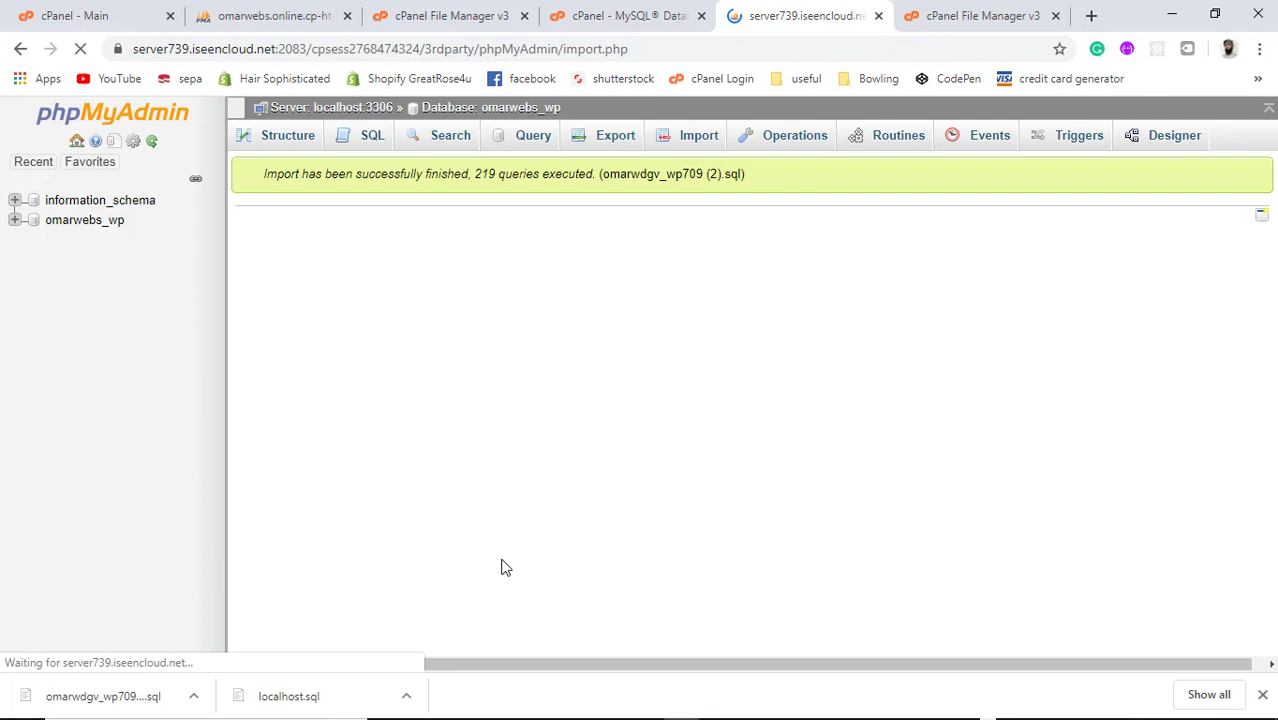 cPanel - Main
omarwebs.online.cp-ht
cPanel File Manager v3
cPanel - MySQL® Data
server739.iseencloud.ne
cPanel File Manager v3
server739.iseencloud.net:2083/cpsess2768474324/3rdparty/phpMyAdmin/import.php
Apps
YouTube
sepa
Hair Sophisticated
Shopify GreatRose4u
facebook
shutterstock
cPanel Login
useful
Bowling
CodePen
credit card generator
»
phpMyAdmin
Server: localhost:3306 » Database: omarwebs_wp
Structure
SQL
Search
Query
Export
Import
Operations
Routines
Events
Triggers
Designer
Recent
Favorites
Import has been successfully finished, 219 queries executed. (omarwdgv_wp709 (2).sql)
information_schema
omarwebs_wp
Waiting for server739.iseencloud.net...
omarwdgv_wp709....sql
localhost.sql
Show all